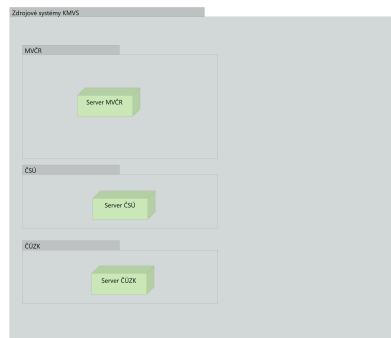 Zdrojové systémy KMVS
MVČR
Server MVČR
ČSÚ
Server ČSÚ
ČÚZK
Server ČÚZK